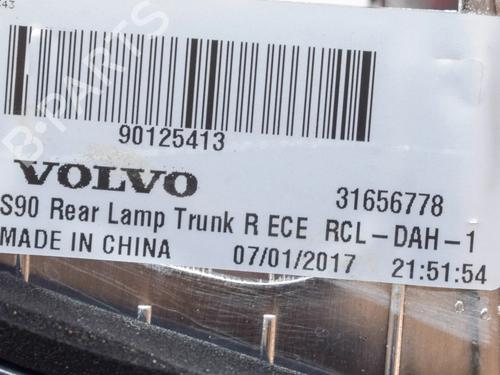 90125413
VOLVO 31656778
S90 Rear Lamp Trunk R ECE RCL-DAH-1
MADE IN CHINA 07/01/2017 21:51:54
B-PARTS